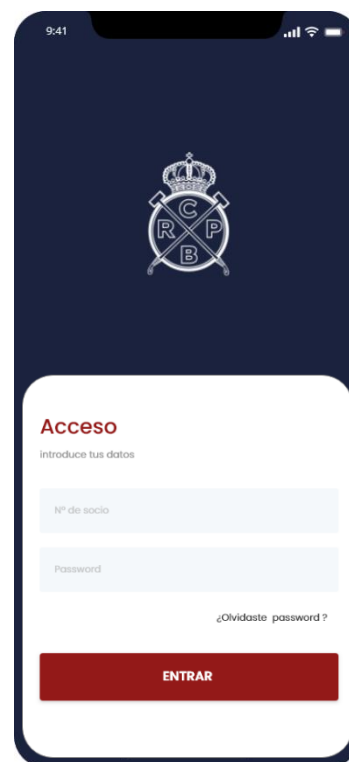 9:41
C
R P
B
Acceso
introduce tus datos
Nº de socio
Password
¿Olvidaste password ?
ENTRAR